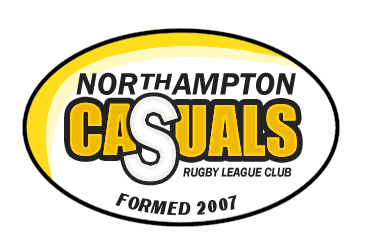 NORTHAMPTON
CASUALS
RUGBY LEAGUE CLUB
FORMED 2007